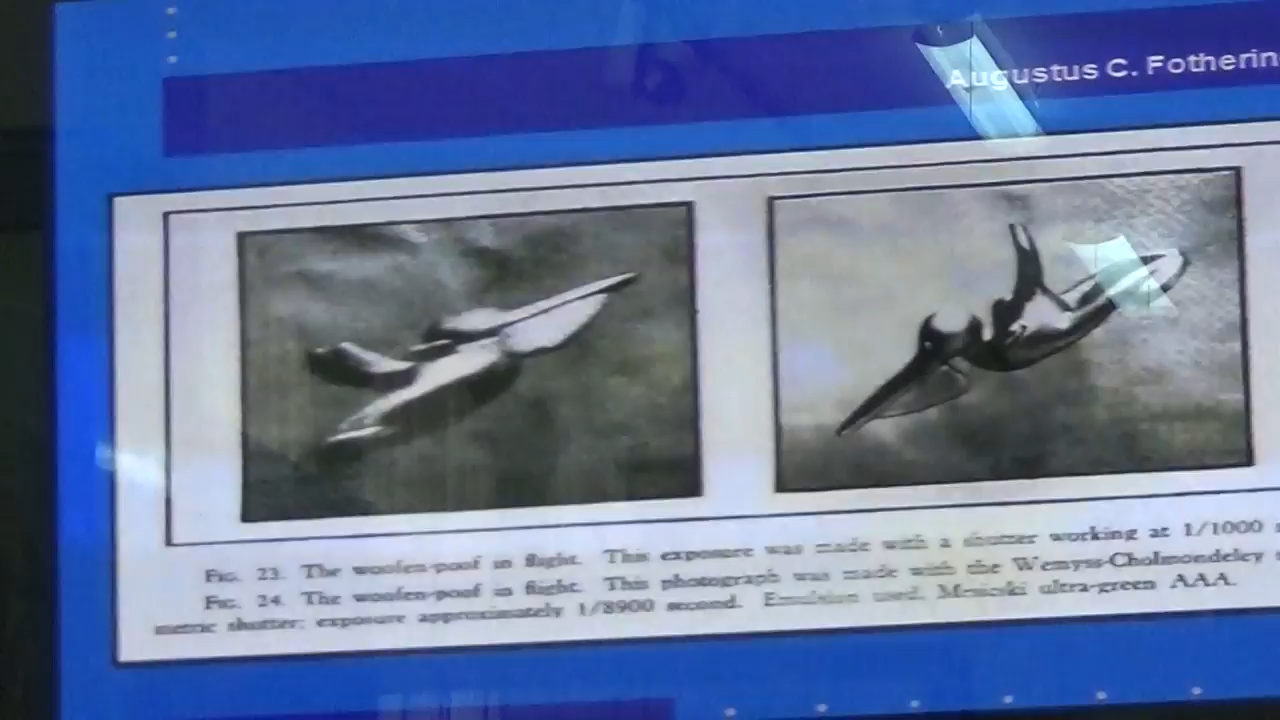 Augustus C. Fotherin
Fig. 23. The woofen-poof in flight. This exposure was made with a shutter working at 1/1000
Fig. 24. The woofen-poof in flight. This photograph was made with the Wemyss-Cholmondeley
metric shutter; exposure approximately 1/8900 second. Emulsion used, ultra-green AAA.